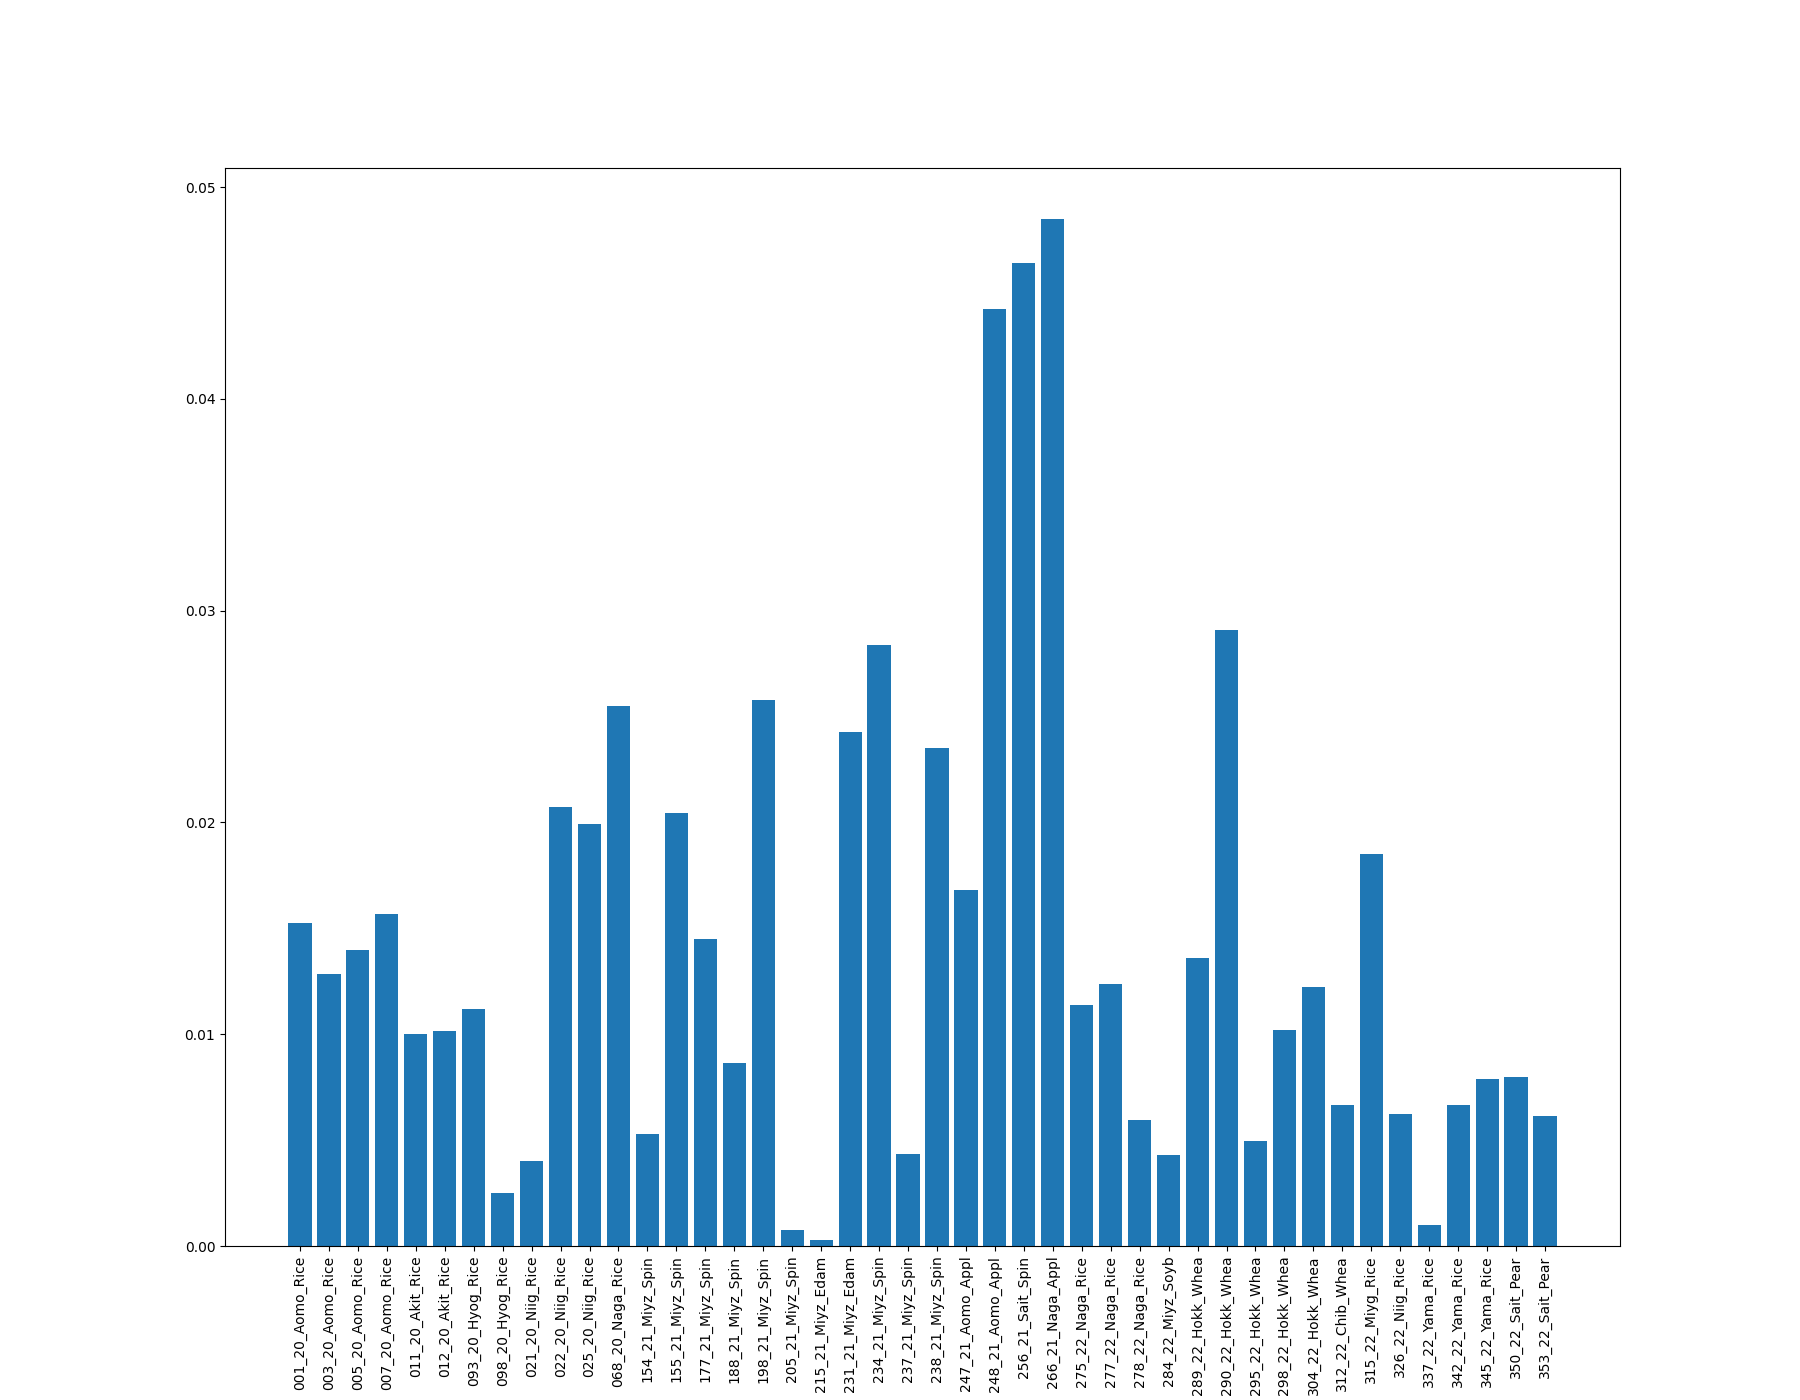 0.05
0.04
0.03
0.02
0.01
0.00
001_20_Aomo_Rice
003_20_Aomo_Rice
005_20_Aomo_Rice
007_20_Aomo_Rice
011_20_Akit_Rice
012_20_Akit_Rice
093_20_Hyog_Rice
098_20_Hyog_Rice
021_20_Niig_Rice
022_20_Niig_Rice
025_20_Niig_Rice
068_20_Naga_Rice
154_21_Miyz_Spin
155_21_Miyz_Spin
177_21_Miyz_Spin
188_21_Miyz_Spin
198_21_Miyz_Spin
205_21_Miyz_Spin
215_21_Miyz_Edam
231_21_Miyz_Edam
234_21_Miyz_Spin
237_21_Miyz_Spin
238_21_Miyz_Spin
247_21_Aomo_Appl
248_21_Aomo_Appl
256_21_Sait_Spin
266_21_Naga_Appl
275_22_Naga_Rice
277_22_Naga_Rice
278_22_Naga_Rice
284_22_Miyz_Soyb
289_22_Hokk_Whea
290_22_Hokk_Whea
295_22_Hokk_Whea
298_22_Hokk_Whea
304_22_Hokk_Whea
312_22_Chib_Whea
315_22_Miyg_Rice
326_22_Niig_Rice
337_22_Yama_Rice
342_22_Yama_Rice
345_22_Yama_Rice
350_22_Sait_Pear
353_22_Sait_Pear